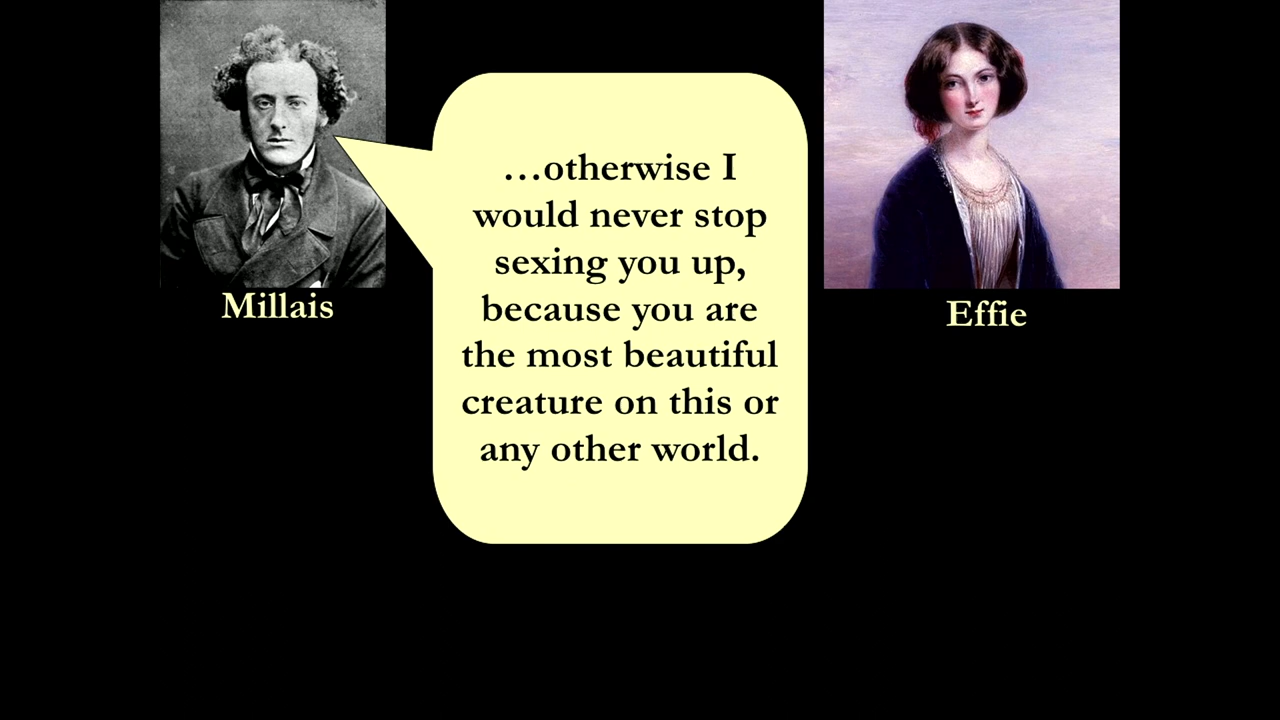 …otherwise I
would never stop
sexing you up,
because you are
the most beautiful
creature on this or
any other world.
Millais
Effie